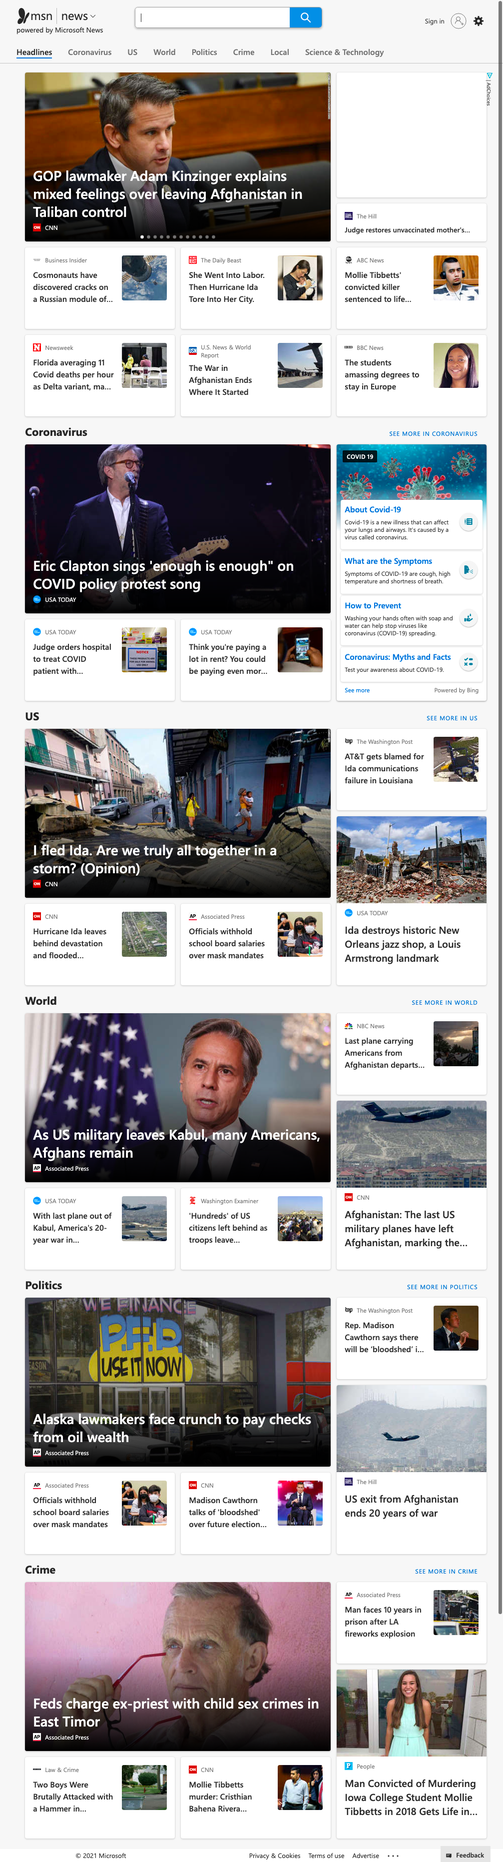 msn | news
powered by Microsoft News
Sign in
Headlines Coronavirus US World Politics Crime Local Science & Technology
AdChoices
GOP lawmaker Adam Kinzinger explains
mixed feelings over leaving Afghanistan in
Taliban control
CNN
The Hill
Judge restores unvaccinated mother's...
Business Insider
Cosmonauts have
discovered cracks on
a Russian module of...
The Daily Beast
She Went Into Labor.
Then Hurricane Ida
Tore Into Her City.
ABC News
Mollie Tibbetts'
convicted killer
sentenced to life...
Newsweek
Florida averaging 11
Covid deaths per hour
as Delta variant, ma...
U.S. News & World
Report
The War in
Afghanistan Ends
Where It Started
BBC News
The students
amassing degrees to
stay in Europe
Coronavirus
SEE MORE IN CORONAVIRUS
Eric Clapton sings 'enough is enough" on
COVID policy protest song
USA TODAY
COVID 19
About Covid-19
Covid-19 is a new illness that can affect
your lungs and airways. It's caused by a
virus called coronavirus.
What are the Symptoms
Symptoms of COVID-19 are cough, high
temperature and shortness of breath.
How to Prevent
Washing your hands often with soap and
water can help stop viruses like
coronavirus (COVID-19) spreading.
Coronavirus: Myths and Facts
Test your awareness about COVID-19.
See more
Powered by Bing
USA TODAY
Judge orders hospital
to treat COVID
patient with...
USA TODAY
Think you're paying a
lot in rent? You could
be paying even mor...
US
SEE MORE IN US
I fled Ida. Are we truly all together in a
storm? (Opinion)
CNN
The Washington Post
AT&T gets blamed for
Ida communications
failure in Louisiana
USA TODAY
Ida destroys historic New
Orleans jazz shop, a Louis
Armstrong landmark
CNN
Hurricane Ida leaves
behind devastation
and flooded...
Associated Press
Officials withhold
school board salaries
over mask mandates
World
SEE MORE IN WORLD
As US military leaves Kabul, many Americans,
Afghans remain
Associated Press
NBC News
Last plane carrying
Americans from
Afghanistan departs...
CNN
Afghanistan: The last US
military planes have left
Afghanistan, marking the...
USA TODAY
With last plane out of
Kabul, America's 20-
year war in...
Washington Examiner
'Hundreds' of US
citizens left behind as
troops leave...
Politics
SEE MORE IN POLITICS
WE FINANCE
PFD
USE IT NOW
Alaska lawmakers face crunch to pay checks
from oil wealth
Associated Press
The Washington Post
Rep. Madison
Cawthorn says there
will be 'bloodshed' i...
The Hill
US exit from Afghanistan
ends 20 years of war
Associated Press
Officials withhold
school board salaries
over mask mandates
CNN
Madison Cawthorn
talks of 'bloodshed'
over future election...
Crime
SEE MORE IN CRIME
Feds charge ex-priest with child sex crimes in
East Timor
Associated Press
Associated Press
Man faces 10 years in
prison after LA
fireworks explosion
People
Man Convicted of Murdering
Iowa College Student Mollie
Tibbetts in 2018 Gets Life in...
Law & Crime
Two Boys Were
Brutally Attacked with
a Hammer in...
CNN
Mollie Tibbetts
murder: Cristhian
Bahena Rivera...
© 2021 Microsoft
Privacy & Cookies Terms of use Advertise ...
Feedback